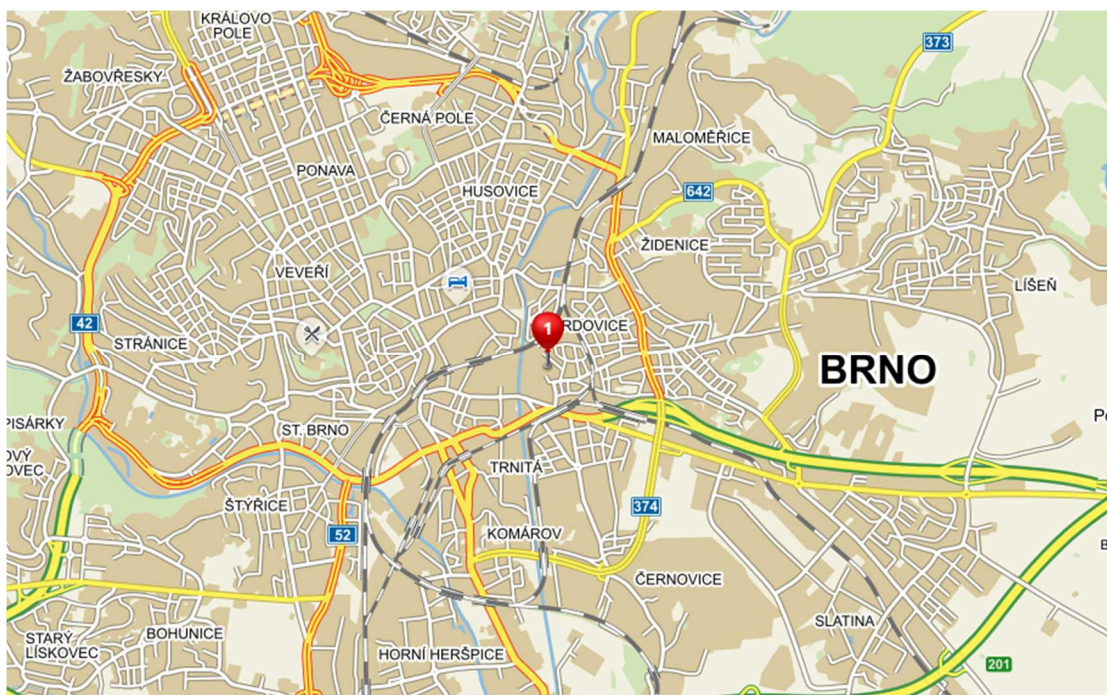 KRÁLOVO
POLE
373
ŽABOVŘESKY
ČERNÁ POLE
MALOMĚŘICE
PONAVA
HUSOVICE
642
ŽIDENICE
VEVEŘÍ
LÍŠEŇ
42
STRÁNICE
1
RDOVICE
BRNO
PISÁRKY
ST. BRNO
TRNITÁ
ŠTÝŘICE
374
52
KOMÁROV
ČERNOVICE
SLATINA
STARÝ
LÍSKOVEC
BOHUNICE
HORNÍ HERŠPICE
201